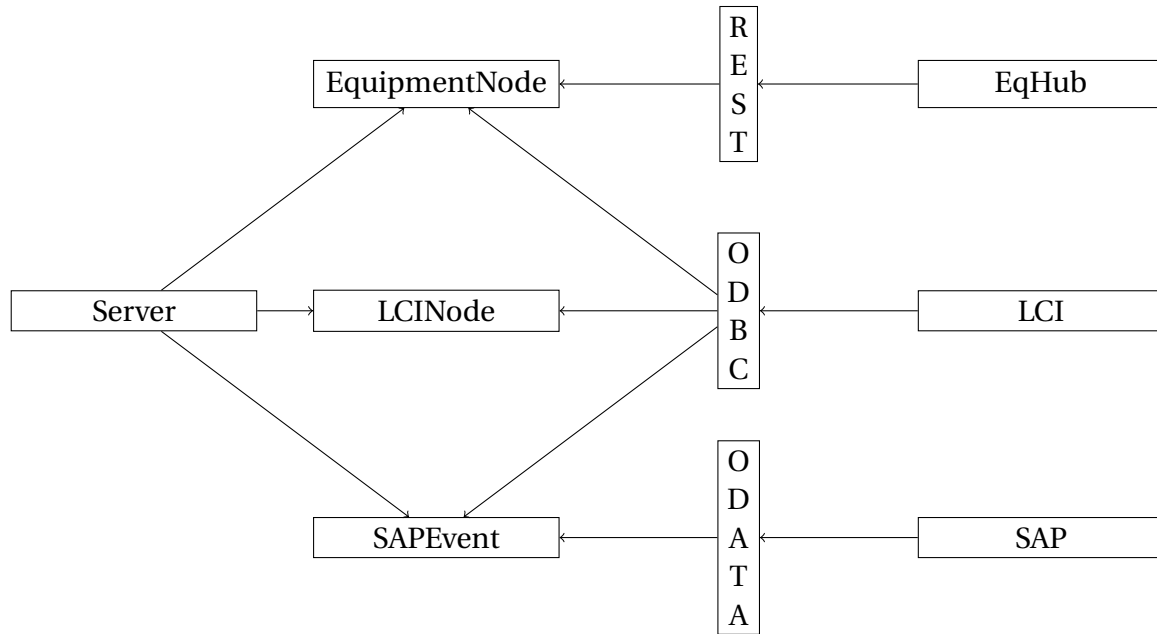 EquipmentNode
R
E
S
T
EqHub
Server
LCINode
O
D
B
C
LCI
SAPEvent
O
D
A
T
A
SAP